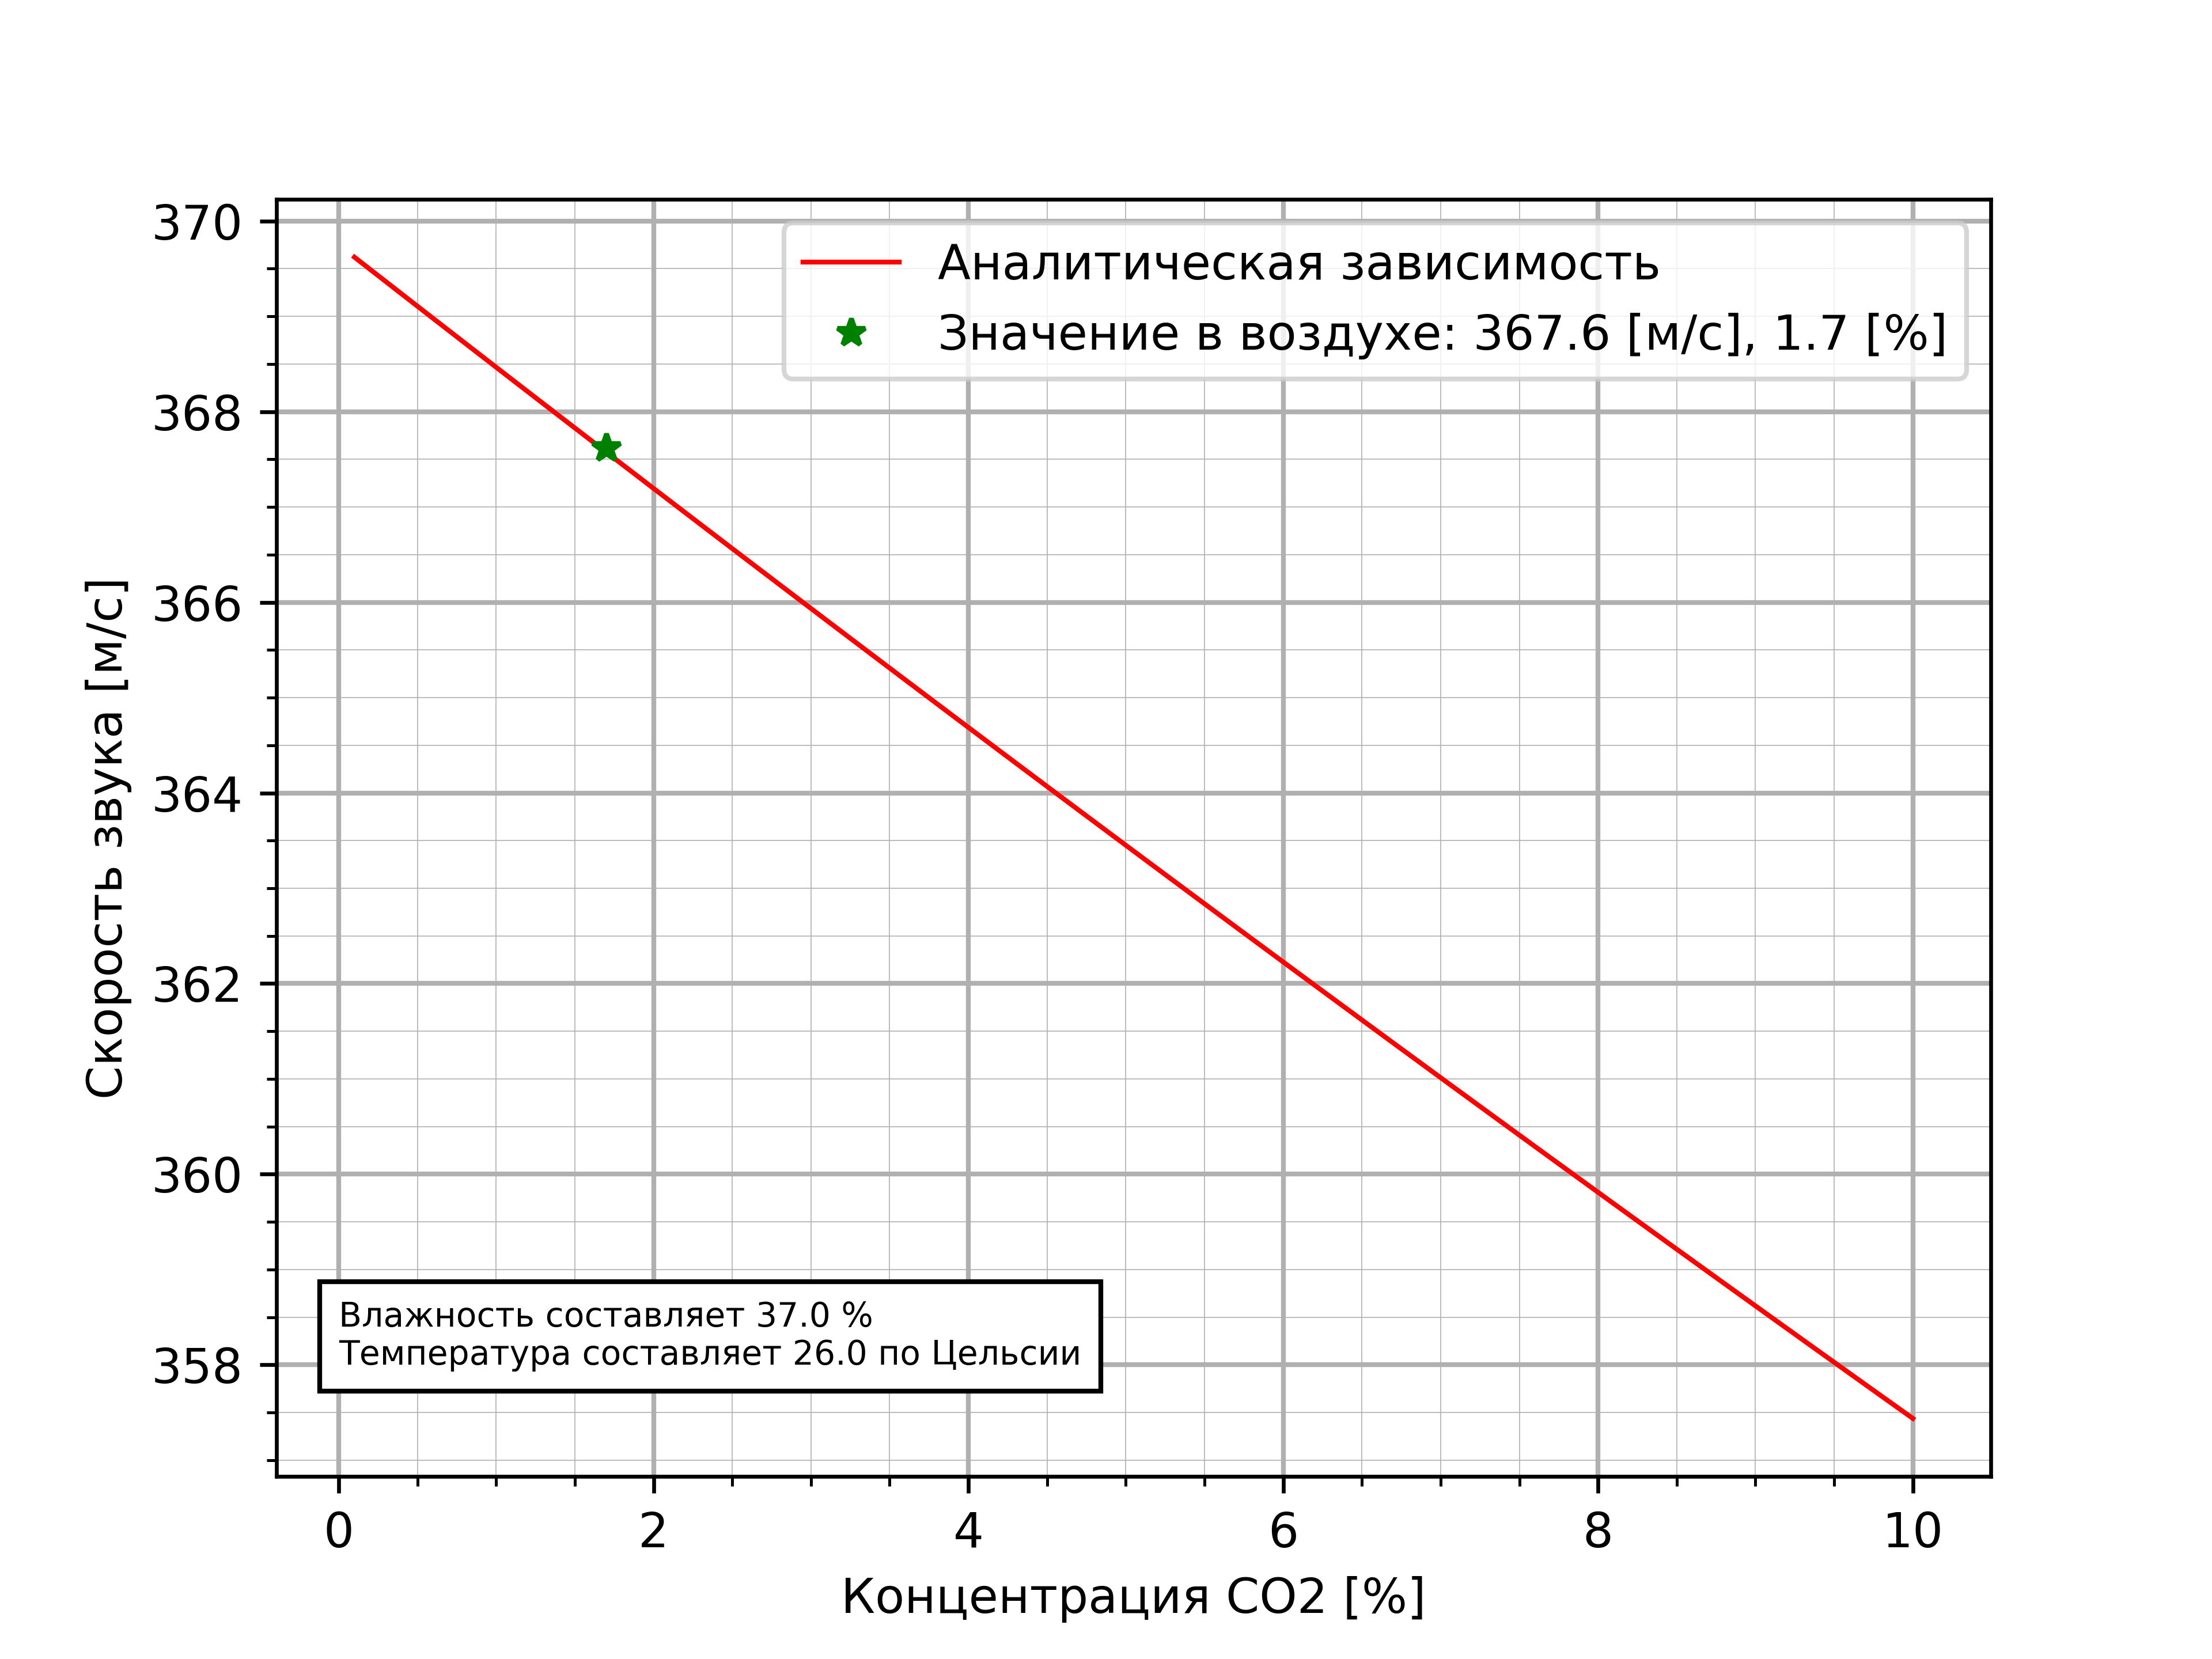 370
368
366
364
362
360
358
Скорость звука [м/с]
Аналитическая зависимость
Значение в воздухе: 367.6 [м/с], 1.7 [%]
Влажность составляет 37.0 %
Температура составляет 26.0 по Цельсии
0 2 4 6 8 10
Концентрация CO2 [%]